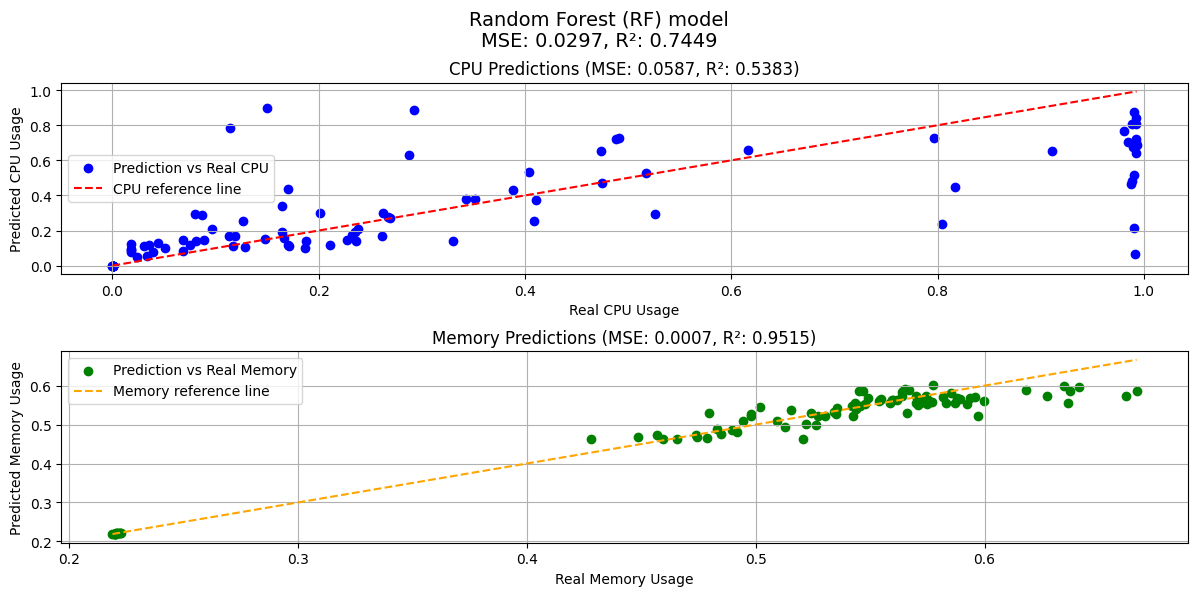 Random Forest (RF) model
MSE: 0.0297, R²: 0.7449
CPU Predictions (MSE: 0.0587, R²: 0.5383)
Predicted CPU Usage
1.0
0.8
0.6
0.4
0.2
0.0
Prediction vs Real CPU
CPU reference line
0.0 0.2 0.4 0.6 0.8 1.0
Real CPU Usage
Memory Predictions (MSE: 0.0007, R²: 0.9515)
Predicted Memory Usage
0.6
0.5
0.4
0.3
0.2
Prediction vs Real Memory
Memory reference line
0.2 0.3 0.4 0.5 0.6
Real Memory Usage